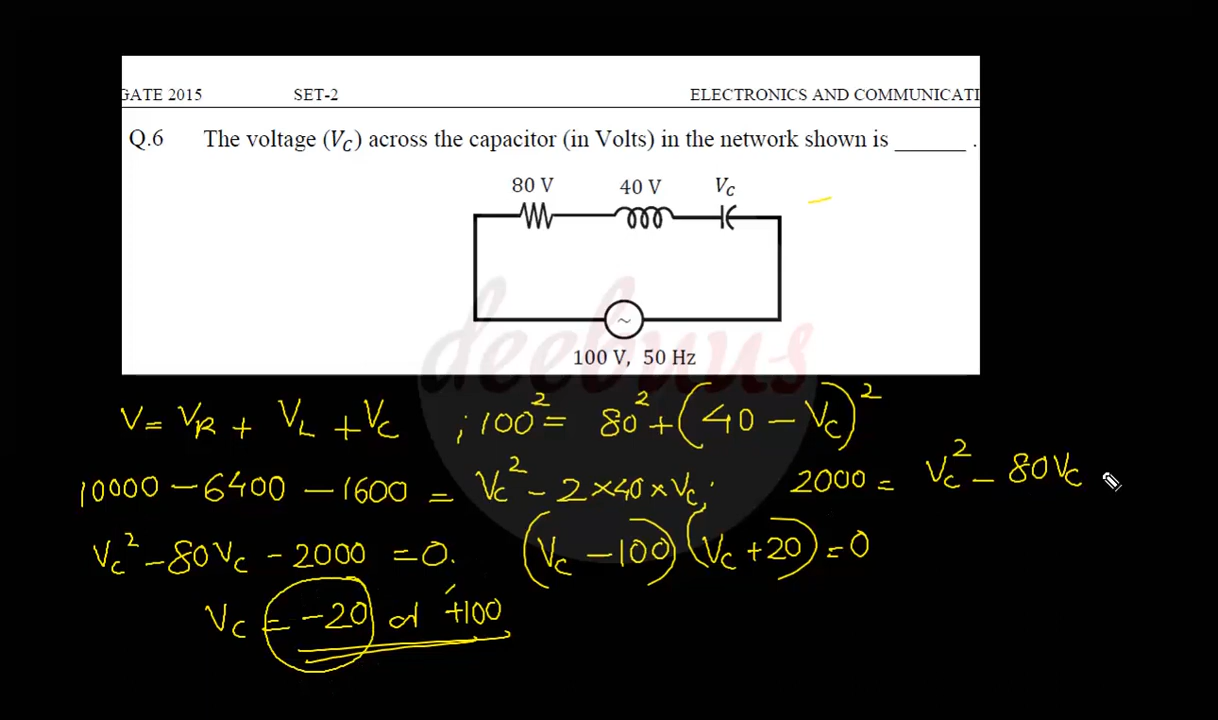 GATE 2015 SET-2 ELECTRONICS AND COMMUNICATI
Q.6 The voltage (V_C) across the capacitor (in Volts) in the network shown is ______ .
80 V 40 V V_C
100 V, 50 Hz
deebuus
V = V_R + V_L + V_C ; 100² = 80² + (40 − V_C)²
10000 − 6400 − 1600 = V_C² − 2×40×V_C ; 2000 = V_C² − 80V_C
V_C² − 80V_C − 2000 = 0. (V_C − 100)(V_C + 20) = 0
V_C = −20 or +100